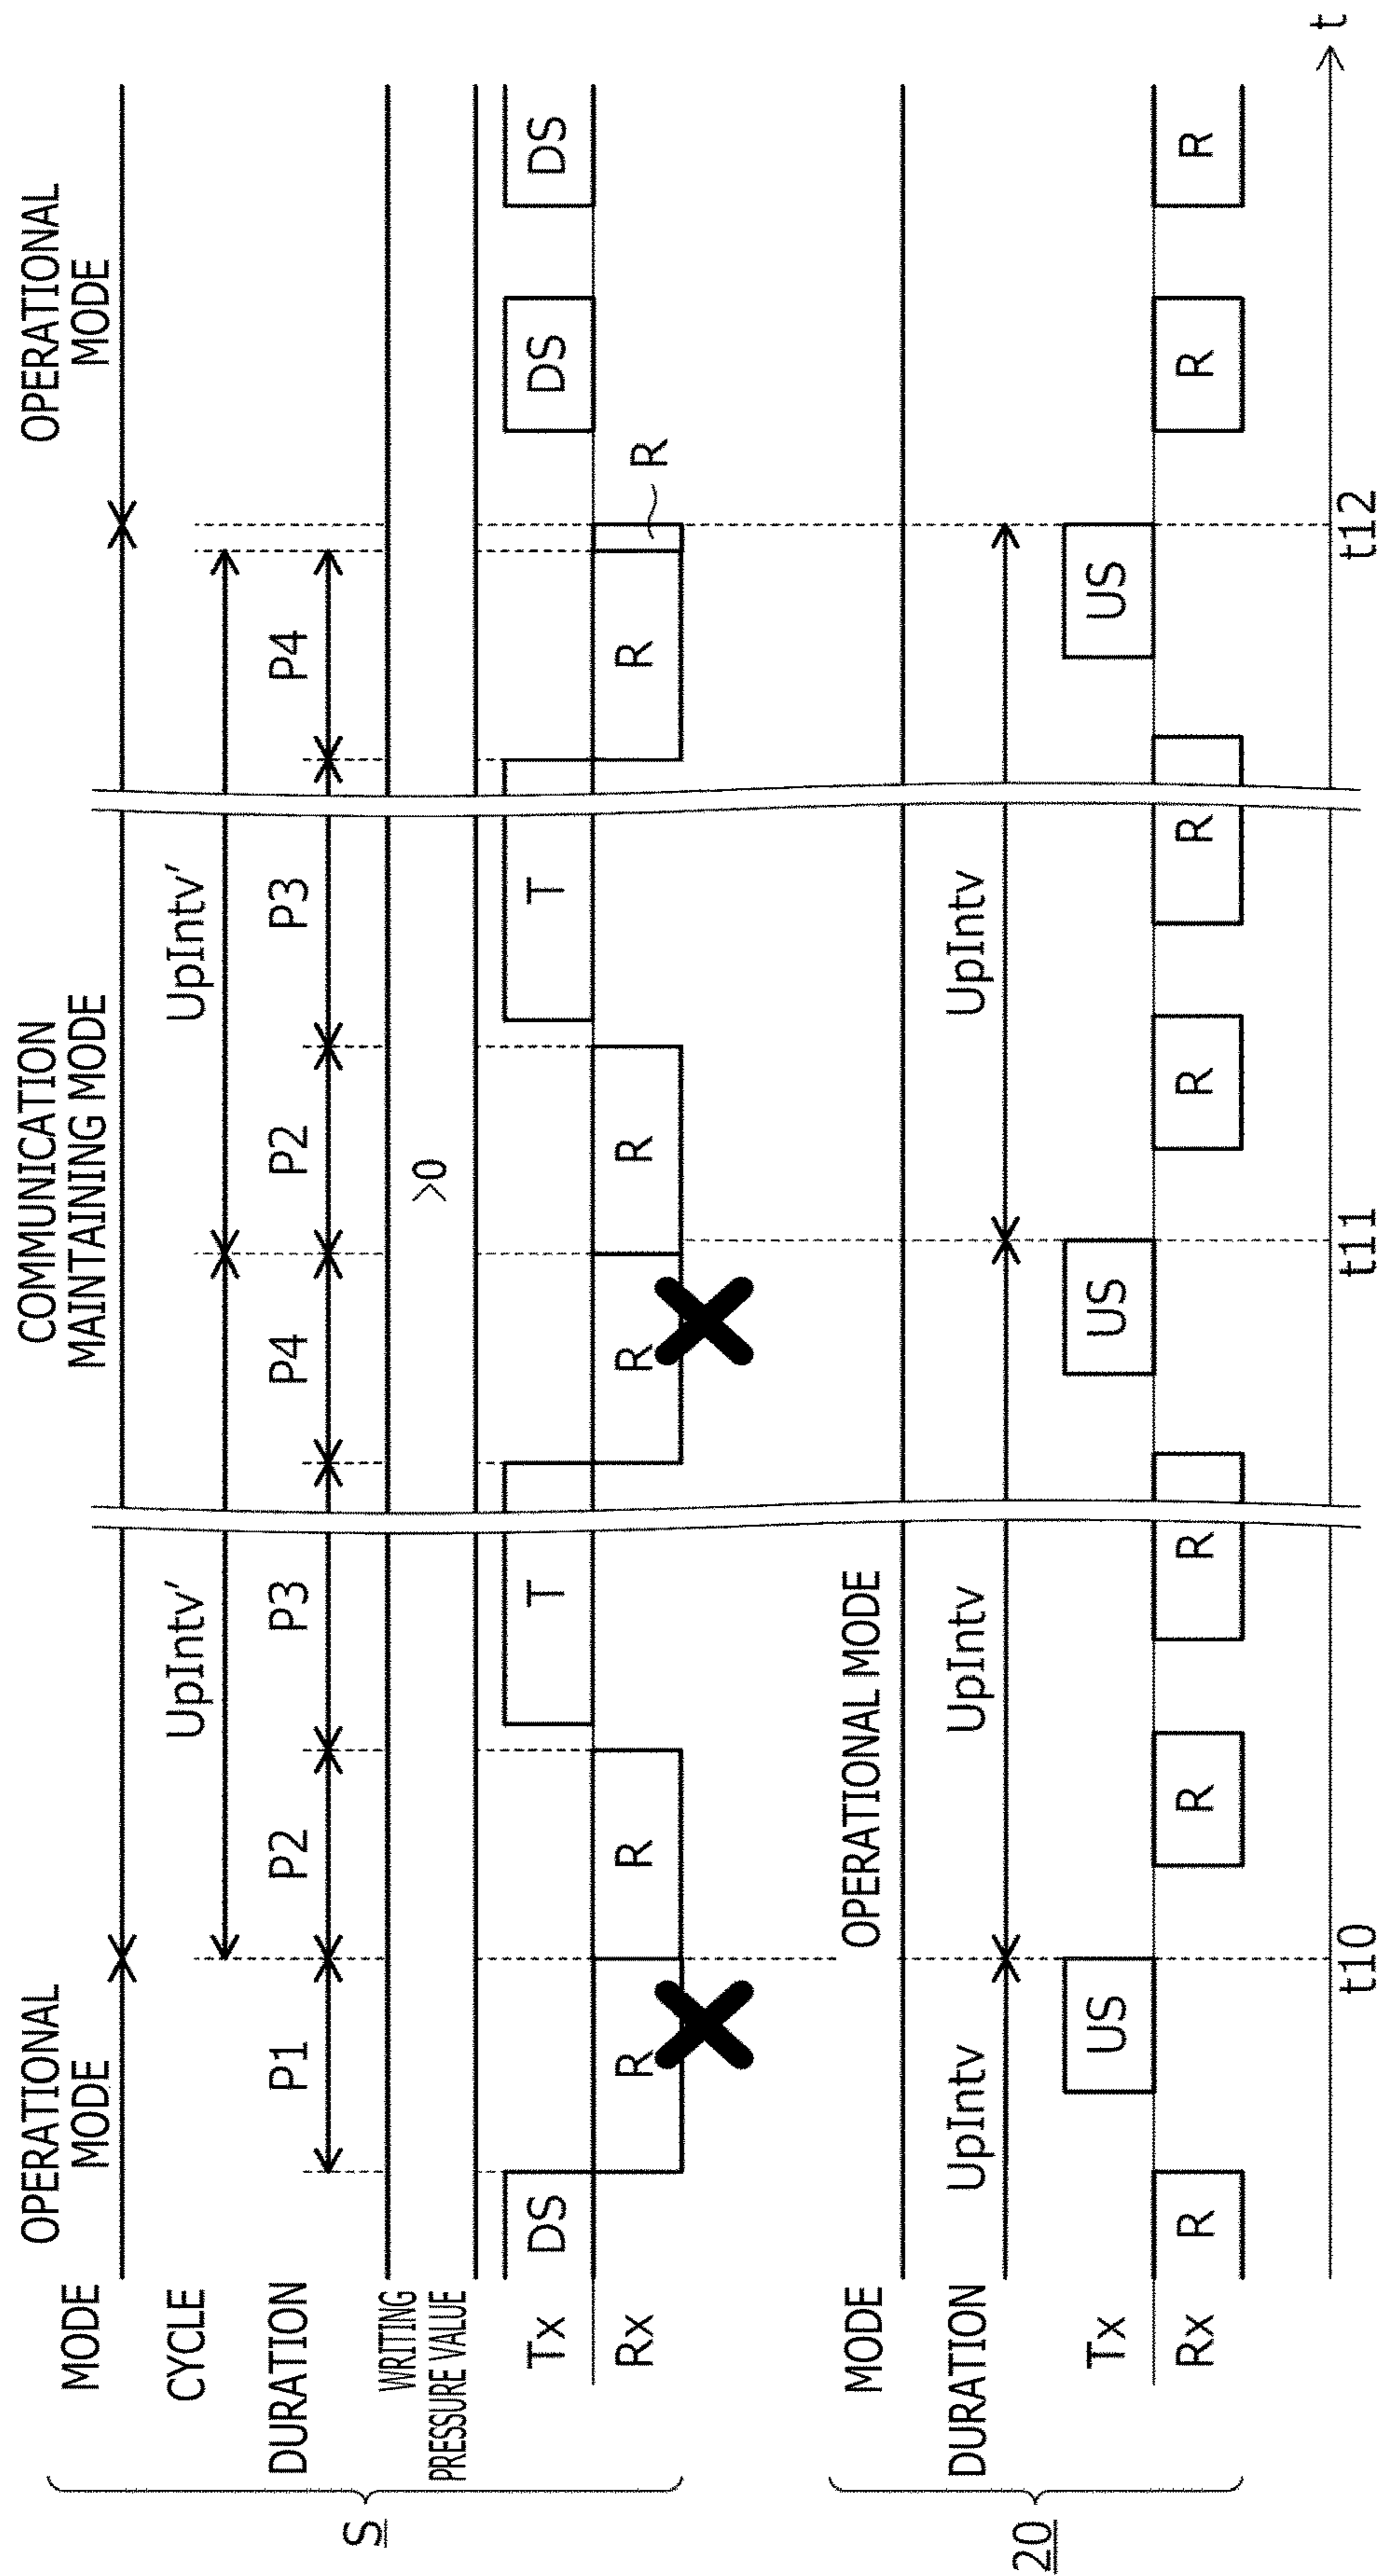 OPERATIONAL
MODE
COMMUNICATION
MAINTAINING MODE
OPERATIONAL
MODE
MODE
CYCLE
UpIntv’
UpIntv’
DURATION
P1
P2
P3
P4
P2
P3
P4
WRITING
PRESSURE VALUE
>0
S
Tx
DS
T
T
DS
DS
Rx
R
R
R
R
R
R
OPERATIONAL MODE
MODE
DURATION
UpIntv
UpIntv
UpIntv
20
Tx
US
US
US
Rx
R
R
R
R
R
R
R
t10
t11
t12
t